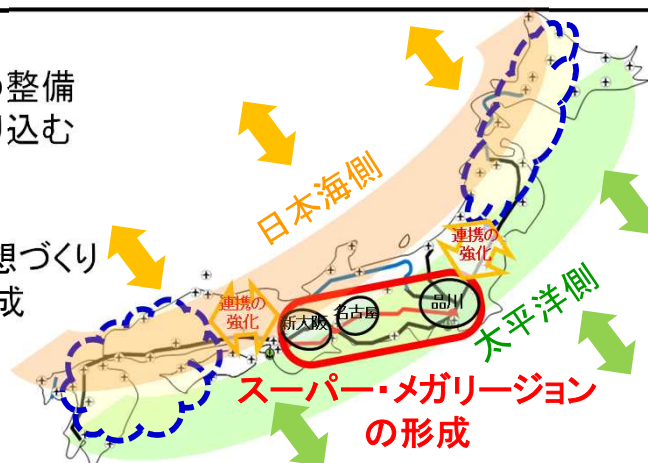 の整備
り込む
想づくり
成
日本海側
連携の
強化
連携の
強化
新大阪
名古屋
品川
太平洋側
スーパー・メガリージョン
の形成